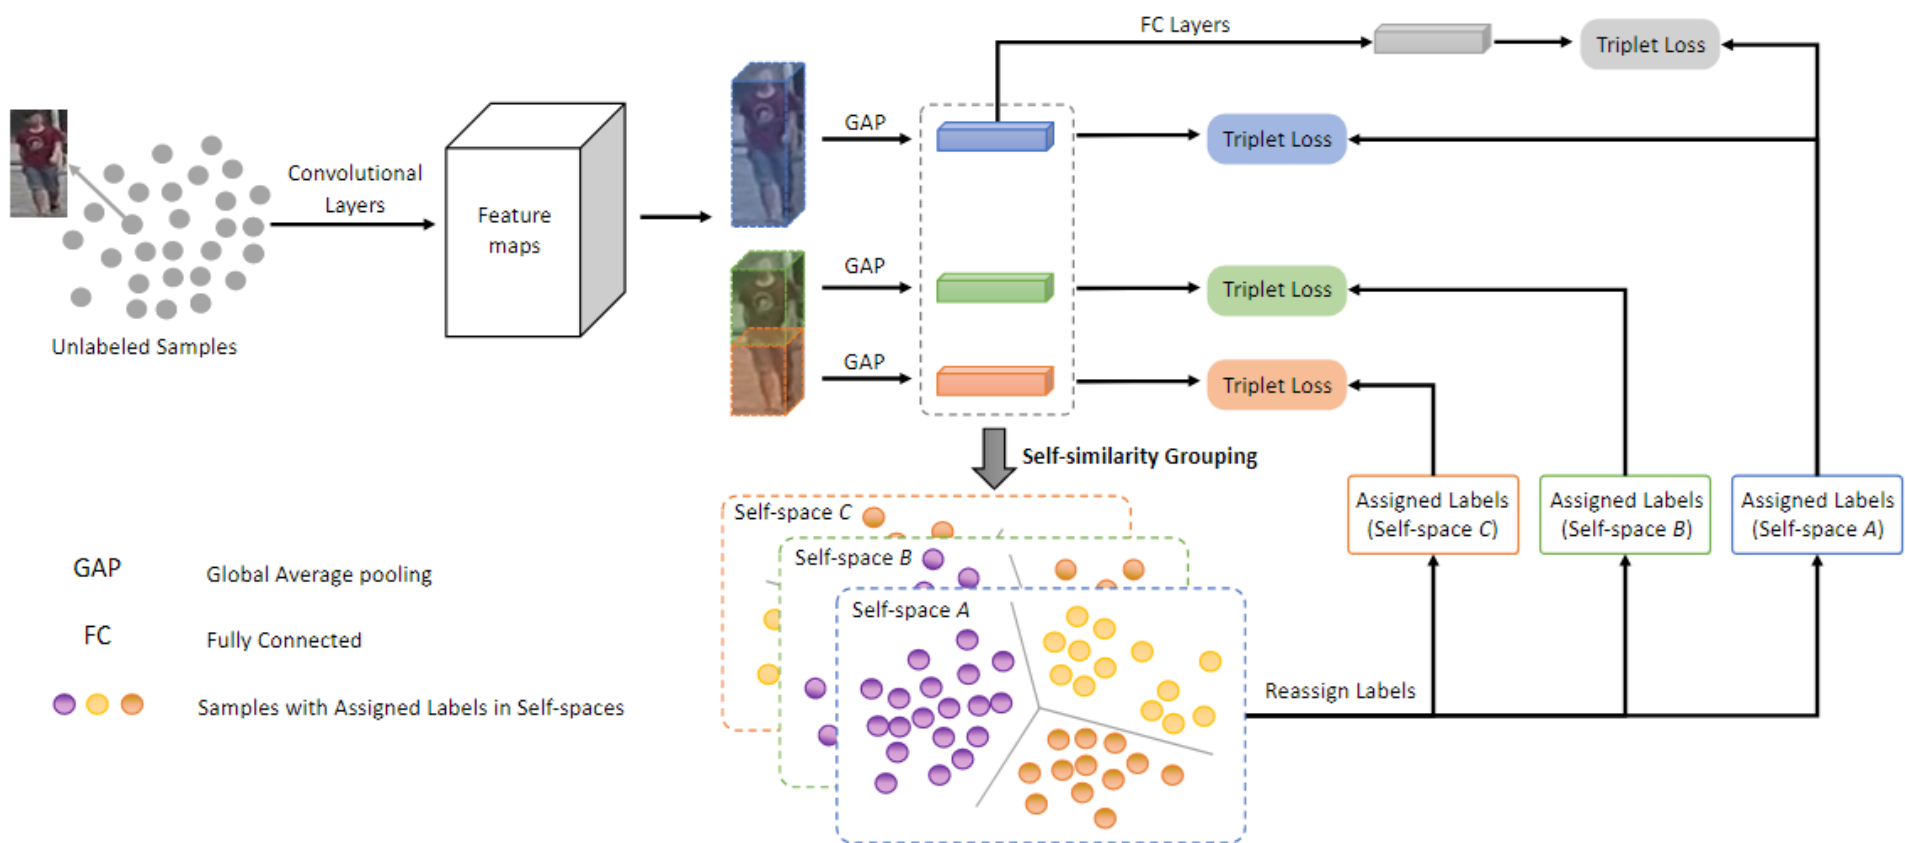 FC Layers
Triplet Loss
GAP
Triplet Loss
Convolutional
Layers
Feature
maps
GAP
Triplet Loss
Unlabeled Samples
GAP
Triplet Loss
Self-similarity Grouping
Assigned Labels
(Self-space C)
Assigned Labels
(Self-space B)
Assigned Labels
(Self-space A)
Self-space C
Self-space B
Self-space A
Reassign Labels
GAP Global Average pooling
FC Fully Connected
Samples with Assigned Labels in Self-spaces